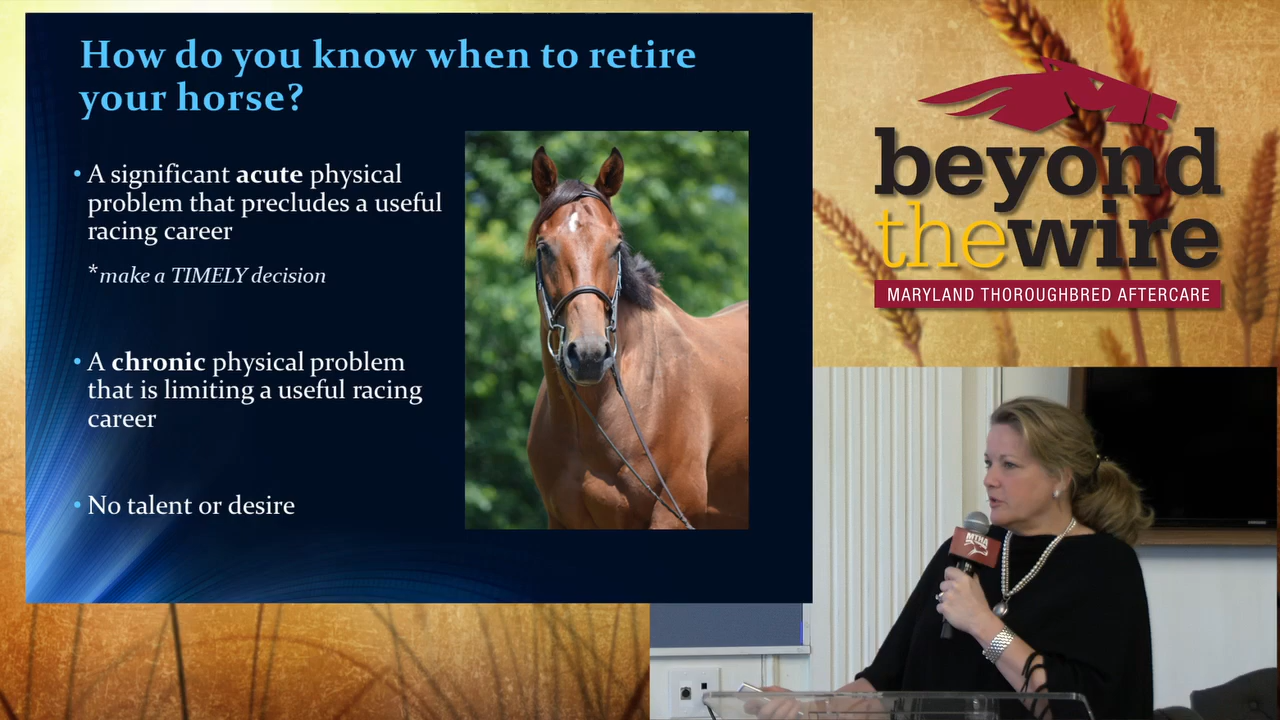 How do you know when to retire
your horse?
• A significant acute physical
problem that precludes a useful
racing career
*make a TIMELY decision
• A chronic physical problem
that is limiting a useful racing
career
• No talent or desire
beyond
thewire
MARYLAND THOROUGHBRED AFTERCARE
MTHA